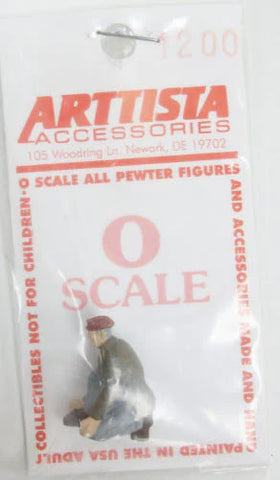 1200
ARTTISTA
ACCESSORIES
105 Woodring Ln. Newark, DE 19702
O SCALE ALL PEWTER FIGURES
AND ACCESSORIES MADE AND HAND
PAINTED IN THE USA ADULT
COLLECTIBLES NOT FOR CHILDREN·
O
SCALE